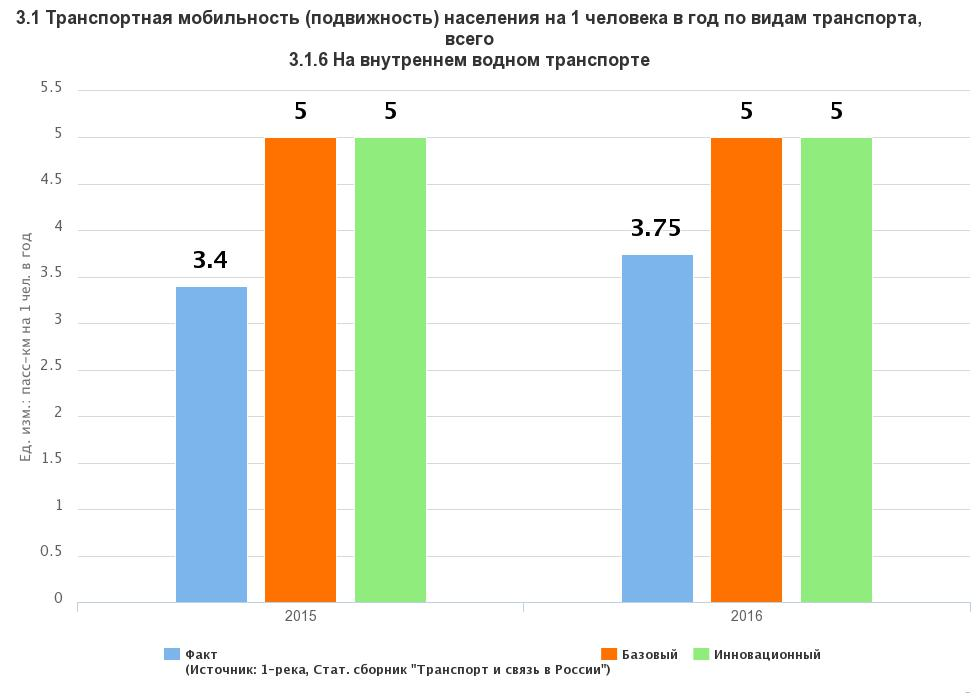 3.1 Транспортная мобильность (подвижность) населения на 1 человека в год по видам транспорта,
всего
3.1.6 На внутреннем водном транспорте
Ед. изм.: пасс-км на 1 чел. в год
5.5
5
4.5
4
3.5
3
2.5
2
1.5
1
0.5
0
3.4
5
5
3.75
5
5
2015
2016
Факт
(Источник: 1-река, Стат. сборник "Транспорт и связь в России")
Базовый
Инновационный